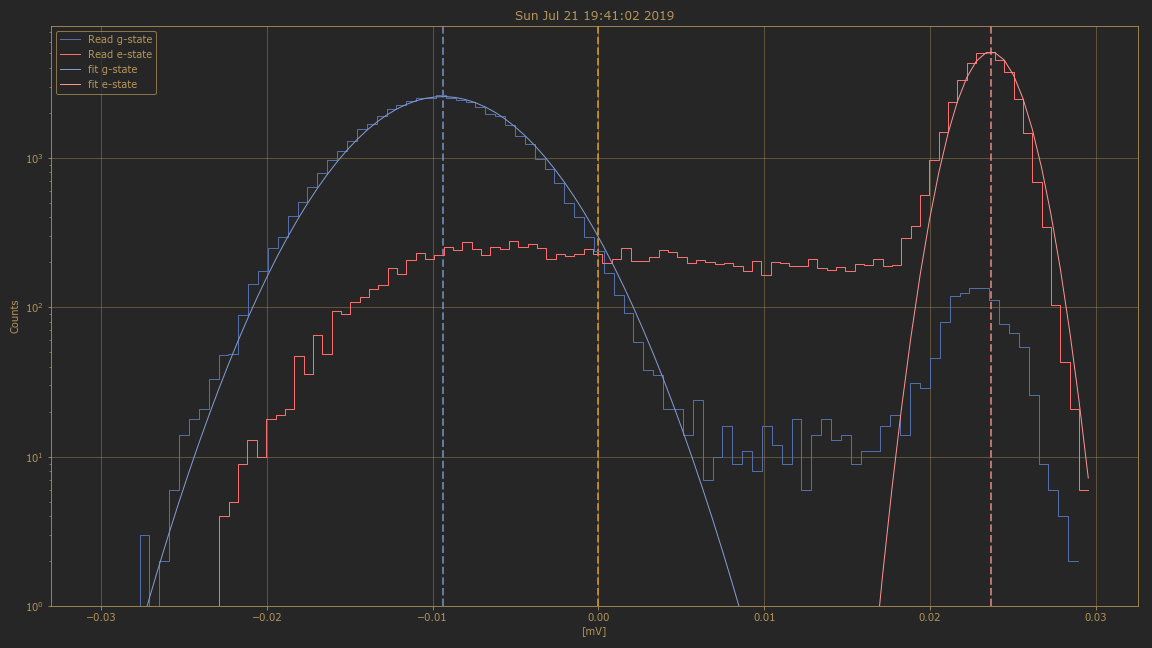 Sun Jul 21 19:41:02 2019
Read g-state
Read e-state
fit g-state
fit e-state
Counts
10³
10²
10¹
10⁰
−0.03 −0.02 −0.01 0.00 0.01 0.02 0.03
[mV]